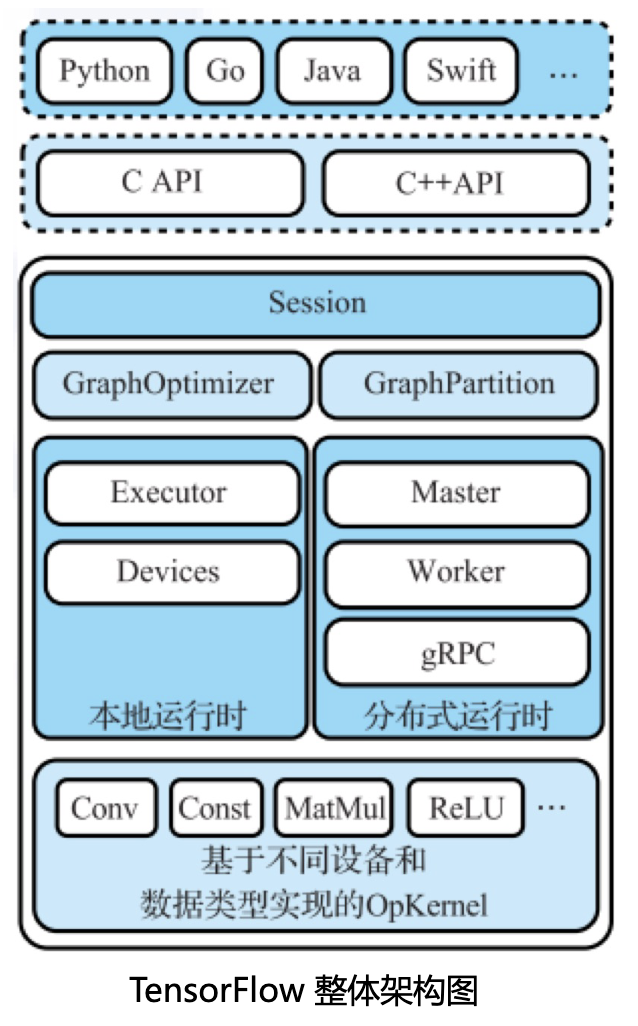 Python Go Java Swift …
C API C++API
Session
GraphOptimizer GraphPartition
Executor Master
Devices Worker
gRPC
本地运行时 分布式运行时
Conv Const MatMul ReLU …
基于不同设备和
数据类型实现的OpKernel
TensorFlow 整体架构图